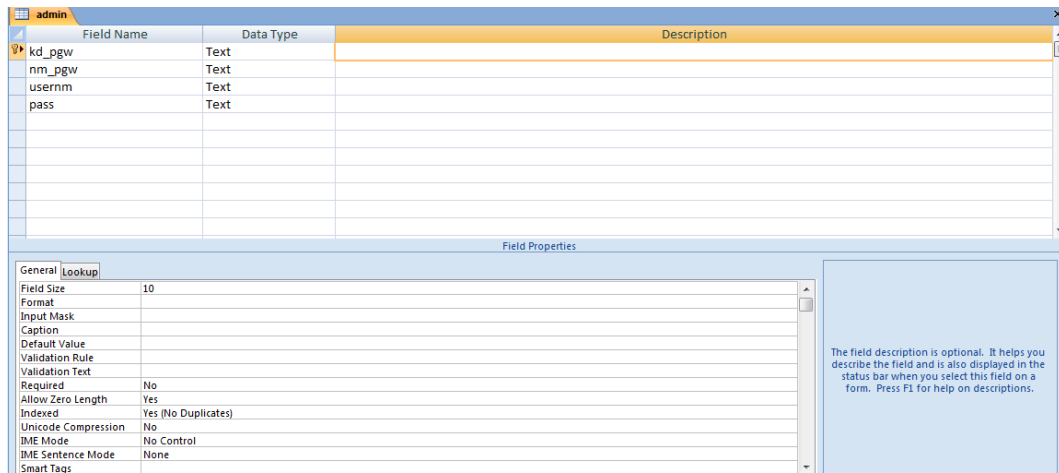 admin
Field Name Data Type Description
kd_pgw Text
nm_pgw Text
usernm Text
pass Text
Field Properties
General Lookup
Field Size 10
Format
Input Mask
Caption
Default Value
Validation Rule
Validation Text
Required No
Allow Zero Length Yes
Indexed Yes (No Duplicates)
Unicode Compression No
IME Mode No Control
IME Sentence Mode None
Smart Tags
The field description is optional. It helps you
describe the field and is also displayed in the
status bar when you select this field on a
form. Press F1 for help on descriptions.